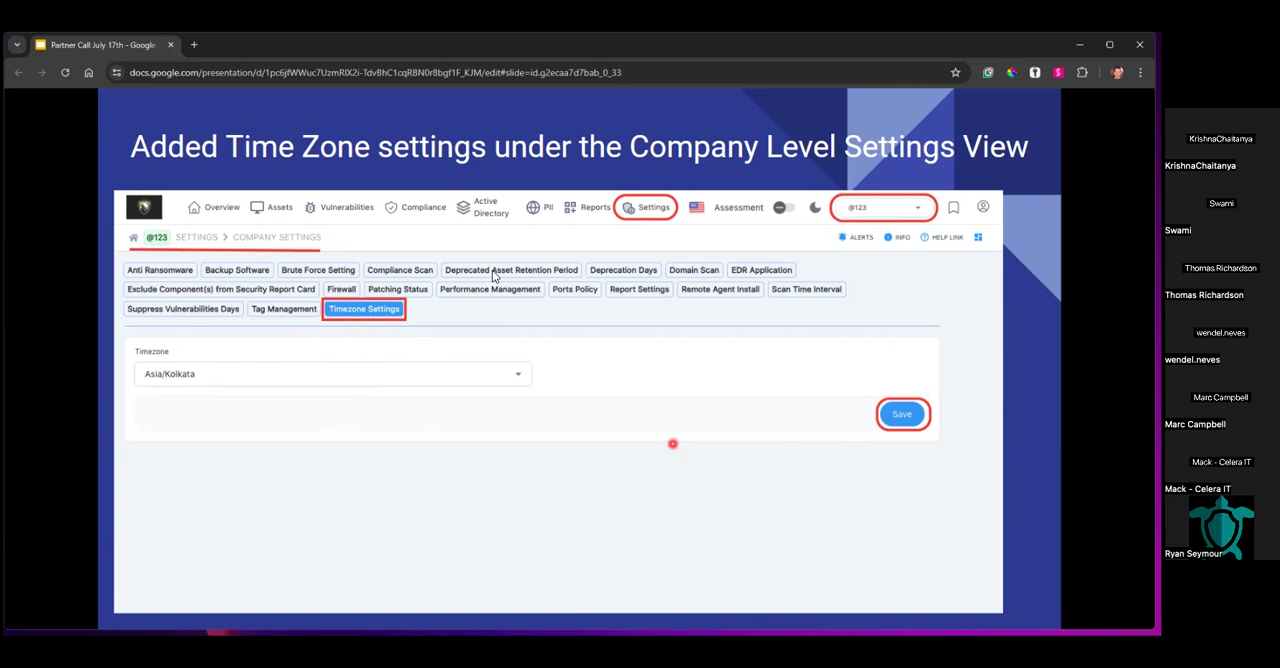 Partner Call July 17th - Google
docs.google.com/presentation/d/1pc6jfWWuc7UzmRlX2i-TdvBhC1cqRBN0r8bgf1F_KJM/edit#slide=id.g2ecaa7d7bab_0_33
Added Time Zone settings under the Company Level Settings View
Overview Assets Vulnerabilities Compliance Active Directory PII Reports Settings Assessment @123
@123 SETTINGS > COMPANY SETTINGS ALERTS INFO HELP LINK
Anti Ransomware Backup Software Brute Force Setting Compliance Scan Deprecated Asset Retention Period Deprecation Days Domain Scan EDR Application
Exclude Component(s) from Security Report Card Firewall Patching Status Performance Management Ports Policy Report Settings Remote Agent Install Scan Time Interval
Suppress Vulnerabilities Days Tag Management Timezone Settings
Timezone
Asia/Kolkata
Save
KrishnaChaitanya
KrishnaChaitanya
Swami
Swami
Thomas Richardson
Thomas Richardson
wendel.neves
wendel.neves
Marc Campbell
Marc Campbell
Mack - Celera IT
Mack - Celera IT
Ryan Seymour